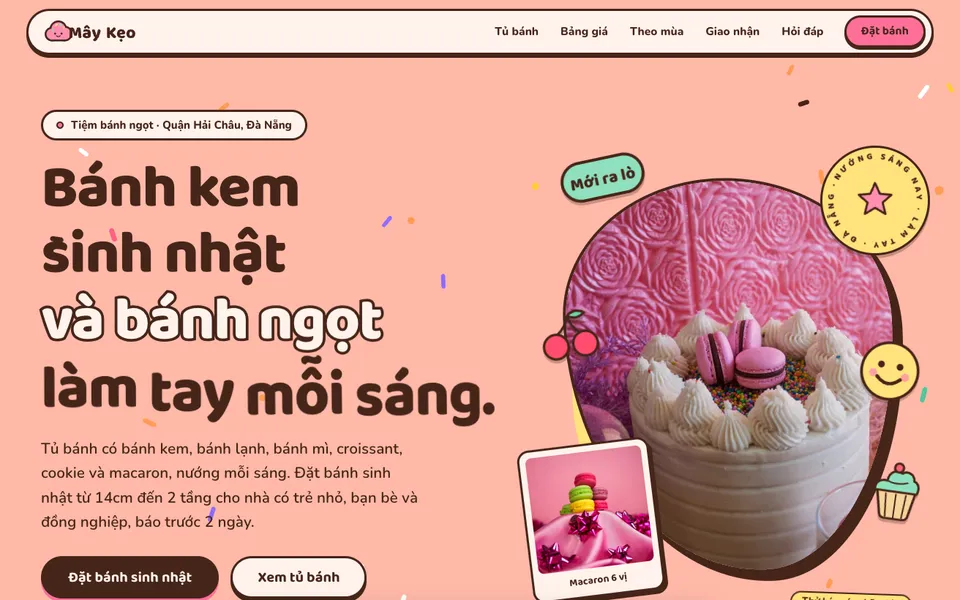 Mây Kẹo
Tủ bánh
Bảng giá
Theo mùa
Giao nhận
Hỏi đáp
Đặt bánh
Tiệm bánh ngọt · Quận Hải Châu, Đà Nẵng
Bánh kem
sinh nhật
và bánh ngọt
làm tay mỗi sáng.
Tủ bánh có bánh kem, bánh lạnh, bánh mì, croissant,
cookie và macaron, nướng mỗi sáng. Đặt bánh sinh
nhật từ 14cm đến 2 tầng cho nhà có trẻ nhỏ, bạn bè và
đồng nghiệp, báo trước 2 ngày.
Đặt bánh sinh nhật
Xem tủ bánh
Mới ra lò
NƯỚNG SÁNG NAY · LÀM TAY · ĐÀ NẴNG ·
Macaron 6 vị